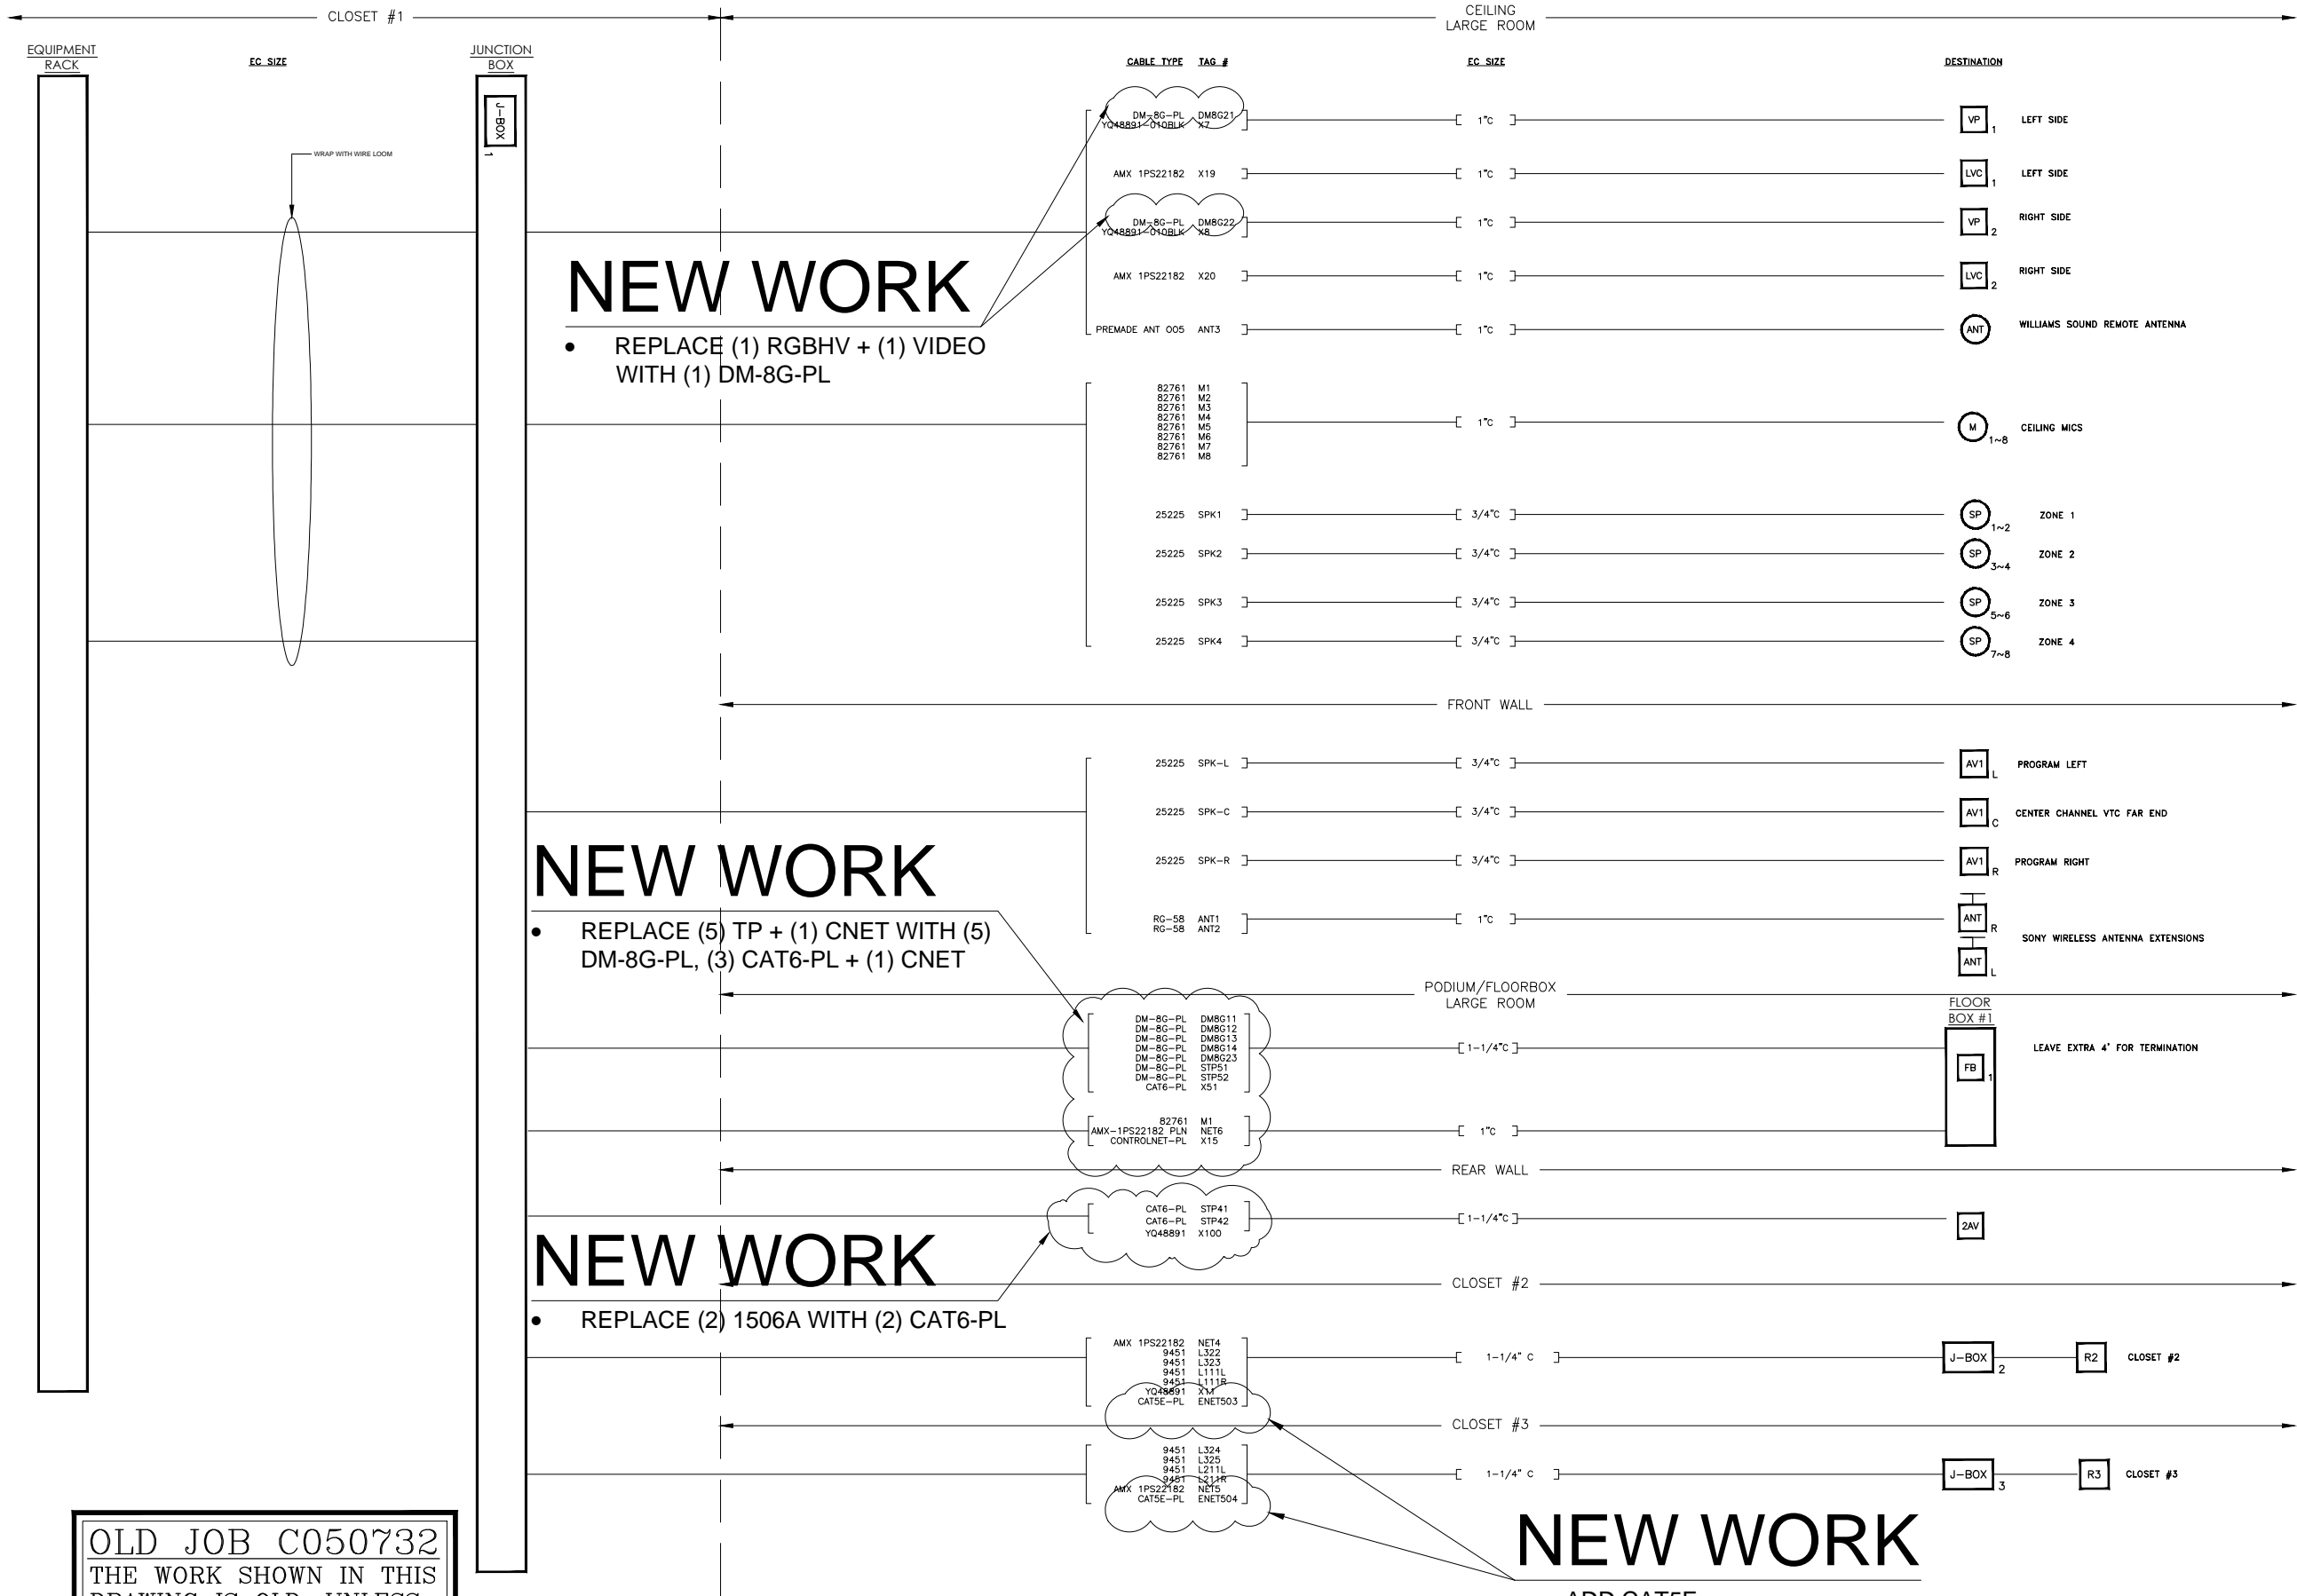 CLOSET #1
CEILING
LARGE ROOM
EQUIPMENT
RACK
EC SIZE
JUNCTION
BOX
CABLE TYPE TAG #
EC SIZE
DESTINATION
J-BOX
1
WRAP WITH WIRE LOOM
DM-8G-PL DM8G21
YQ48891-010BLK X7
1"C
VP 1
LEFT SIDE
AMX 1PS22182 X19
1"C
LVC 1
LEFT SIDE
DM-8G-PL DM8G22
YQ48891-010BLK X8
1"C
VP 2
RIGHT SIDE
AMX 1PS22182 X20
1"C
LVC 2
RIGHT SIDE
PREMADE ANT 005 ANT3
1"C
ANT
WILLIAMS SOUND REMOTE ANTENNA
NEW WORK
• REPLACE (1) RGBHV + (1) VIDEO
WITH (1) DM-8G-PL
82761 M1
82761 M2
82761 M3
82761 M4
82761 M5
82761 M6
82761 M7
82761 M8
1"C
M 1~8
CEILING MICS
25225 SPK1
3/4"C
SP 1~2
ZONE 1
25225 SPK2
3/4"C
SP 3~4
ZONE 2
25225 SPK3
3/4"C
SP 5~6
ZONE 3
25225 SPK4
3/4"C
SP 7~8
ZONE 4
FRONT WALL
25225 SPK-L
3/4"C
AV1 L
PROGRAM LEFT
25225 SPK-C
3/4"C
AV1 C
CENTER CHANNEL VTC FAR END
25225 SPK-R
3/4"C
AV1 R
PROGRAM RIGHT
RG-58 ANT1
RG-58 ANT2
1"C
ANT R
ANT L
SONY WIRELESS ANTENNA EXTENSIONS
NEW WORK
• REPLACE (5) TP + (1) CNET WITH (5)
DM-8G-PL, (3) CAT6-PL + (1) CNET
PODIUM/FLOORBOX
LARGE ROOM
FLOOR
BOX #1
DM-8G-PL DM8G11
DM-8G-PL DM8G12
DM-8G-PL DM8G13
DM-8G-PL DM8G14
DM-8G-PL DM8G23
DM-8G-PL STP51
DM-8G-PL STP52
CAT6-PL X51
1-1/4"C
FB 1
LEAVE EXTRA 4' FOR TERMINATION
82761 M1
AMX-1PS22182 PLN NET6
CONTROLNET-PL X15
1"C
REAR WALL
CAT6-PL STP41
CAT6-PL STP42
YQ48891 X100
1-1/4"C
2AV
NEW WORK
• REPLACE (2) 1506A WITH (2) CAT6-PL
CLOSET #2
AMX 1PS22182 NET4
9451 L322
9451 L323
9451 L111L
9451 L111R
YQ48891 X11
CAT5E-PL ENET503
1-1/4" C
J-BOX 2
R2
CLOSET #2
CLOSET #3
9451 L324
9451 L325
9451 L211L
9451 L211R
AMX 1PS22182 NET5
CAT5E-PL ENET504
1-1/4" C
J-BOX 3
R3
CLOSET #3
NEW WORK
ADD CAT5E
OLD JOB C050732
THE WORK SHOWN IN THIS
DRAWING IS OLD UNLESS